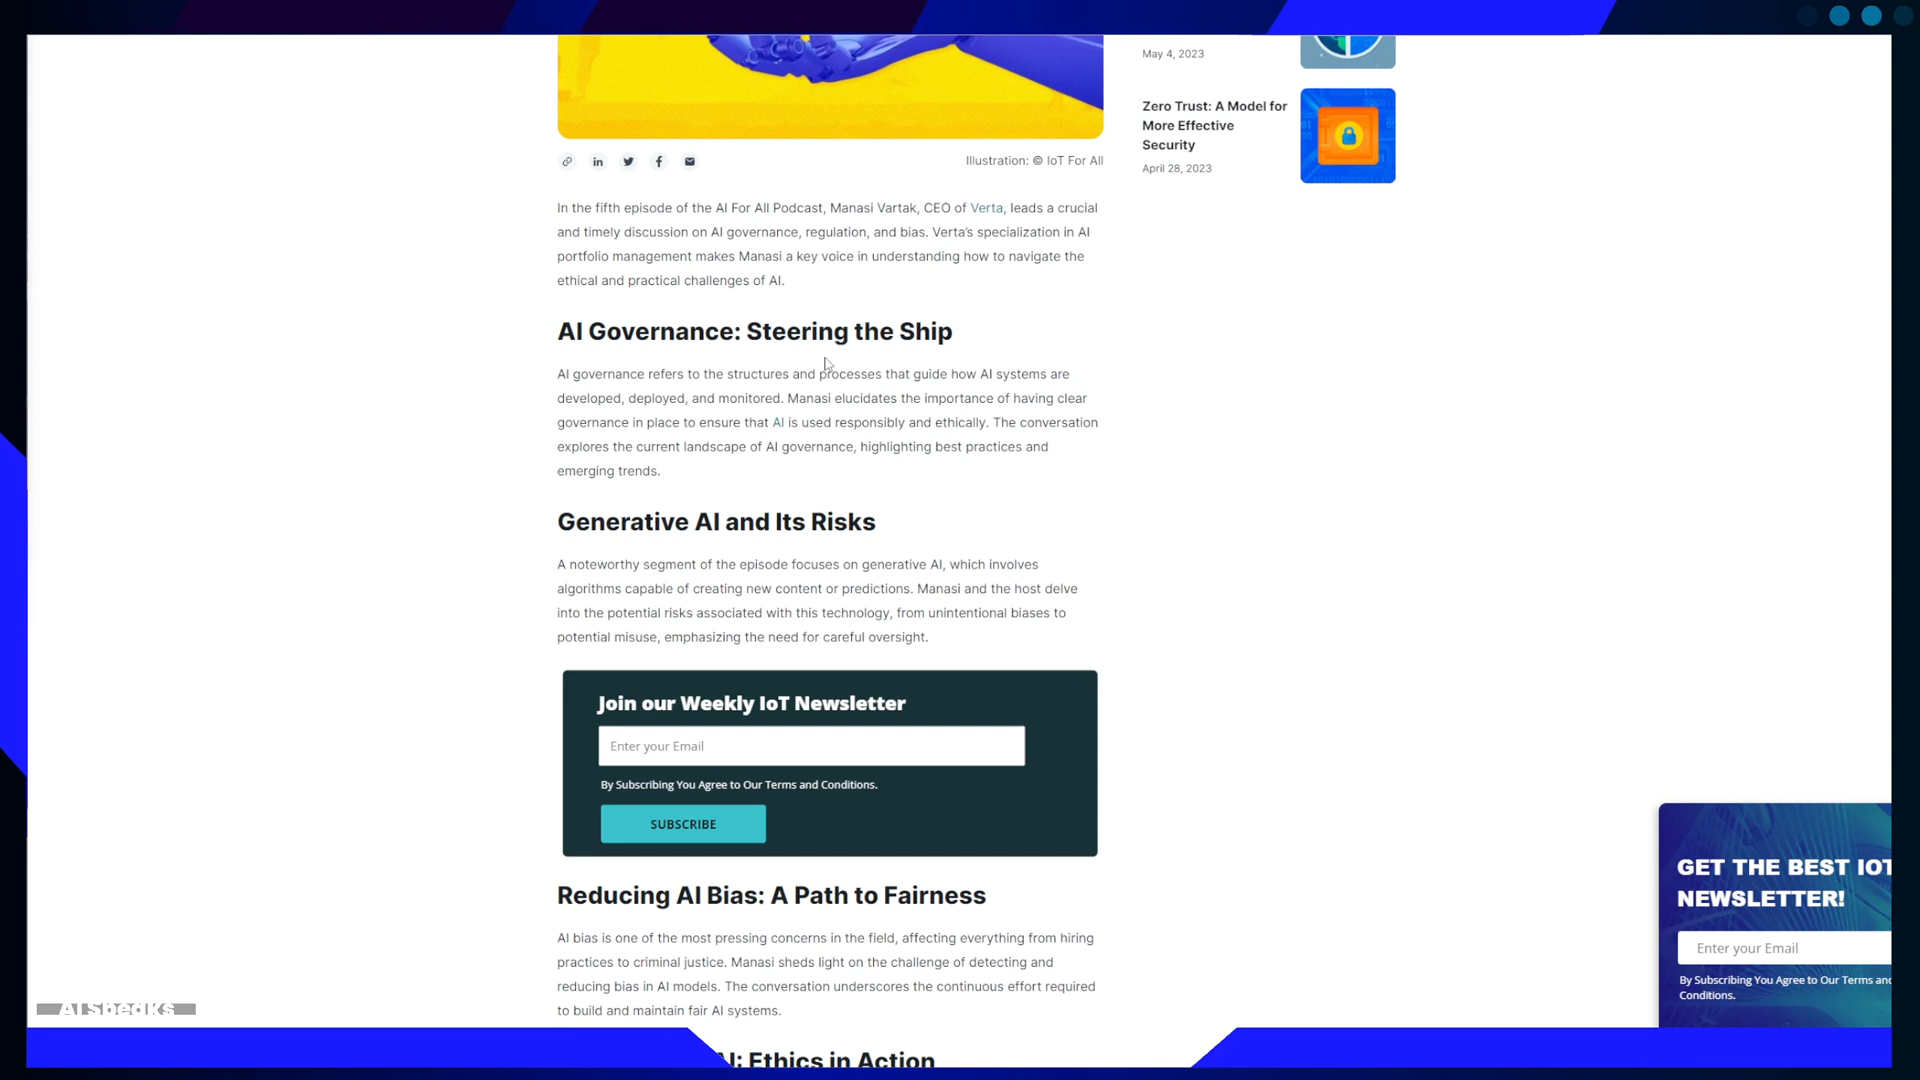 May 4, 2023
Zero Trust: A Model for
More Effective
Security
April 28, 2023
Illustration: © IoT For All
In the fifth episode of the AI For All Podcast, Manasi Vartak, CEO of Verta, leads a crucial
and timely discussion on AI governance, regulation, and bias. Verta's specialization in AI
portfolio management makes Manasi a key voice in understanding how to navigate the
ethical and practical challenges of AI.
AI Governance: Steering the Ship
AI governance refers to the structures and processes that guide how AI systems are
developed, deployed, and monitored. Manasi elucidates the importance of having clear
governance in place to ensure that AI is used responsibly and ethically. The conversation
explores the current landscape of AI governance, highlighting best practices and
emerging trends.
Generative AI and Its Risks
A noteworthy segment of the episode focuses on generative AI, which involves
algorithms capable of creating new content or predictions. Manasi and the host delve
into the potential risks associated with this technology, from unintentional biases to
potential misuse, emphasizing the need for careful oversight.
Join our Weekly IoT Newsletter
Enter your Email
By Subscribing You Agree to Our Terms and Conditions.
SUBSCRIBE
Reducing AI Bias: A Path to Fairness
AI bias is one of the most pressing concerns in the field, affecting everything from hiring
practices to criminal justice. Manasi sheds light on the challenge of detecting and
reducing bias in AI models. The conversation underscores the continuous effort required
to build and maintain fair AI systems.
AI: Ethics in Action
GET THE BEST IOT
NEWSLETTER!
Enter your Email
By Subscribing You Agree to Our Terms and
Conditions.
AI Speaks